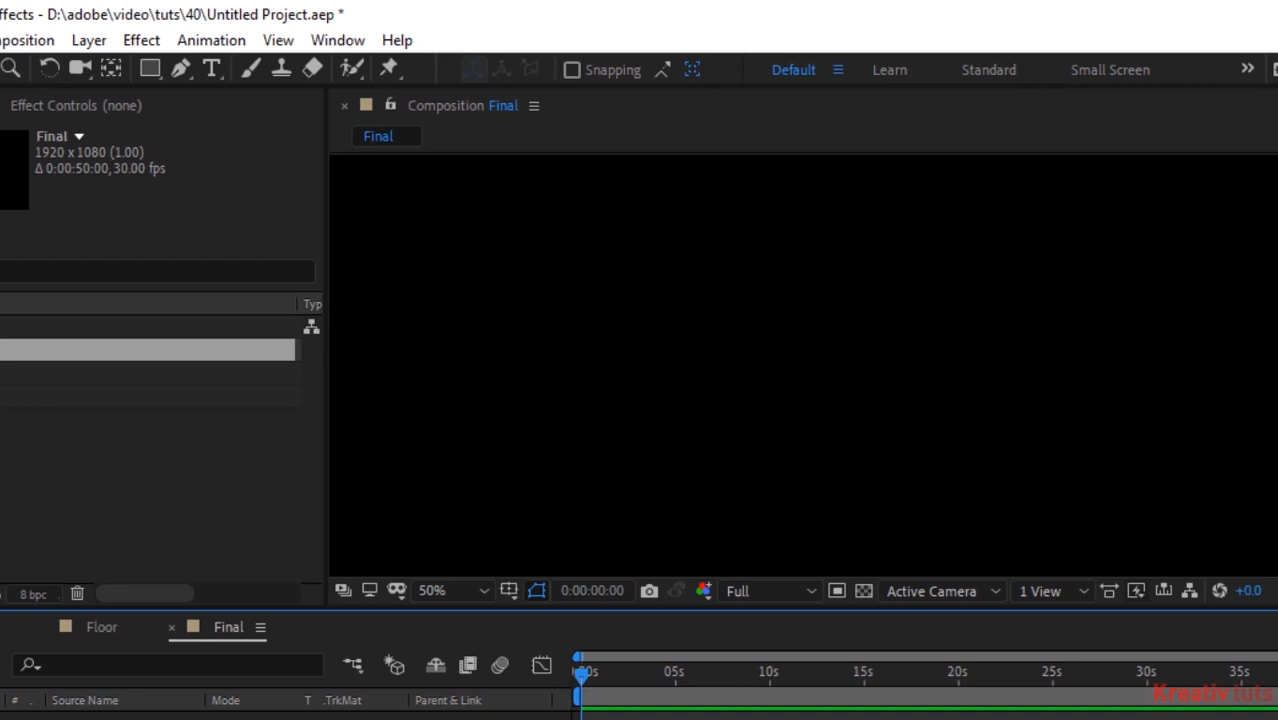 ffects - D:\adobe\video\tuts\40\Untitled Project.aep *
position Layer Effect Animation View Window Help
Snapping Default Learn Standard Small Screen
Effect Controls (none)
Composition Final
Final
1920 x 1080 (1.00)
Δ 0:00:50:00, 30.00 fps
Final
Typ
8 bpc
50%
0:00:00:00
Full
Active Camera
1 View
+0.0
Floor
Final
:00s 05s 10s 15s 20s 25s 30s 35s
# . Source Name Mode T .TrkMat Parent & Link
Kreativ tuts